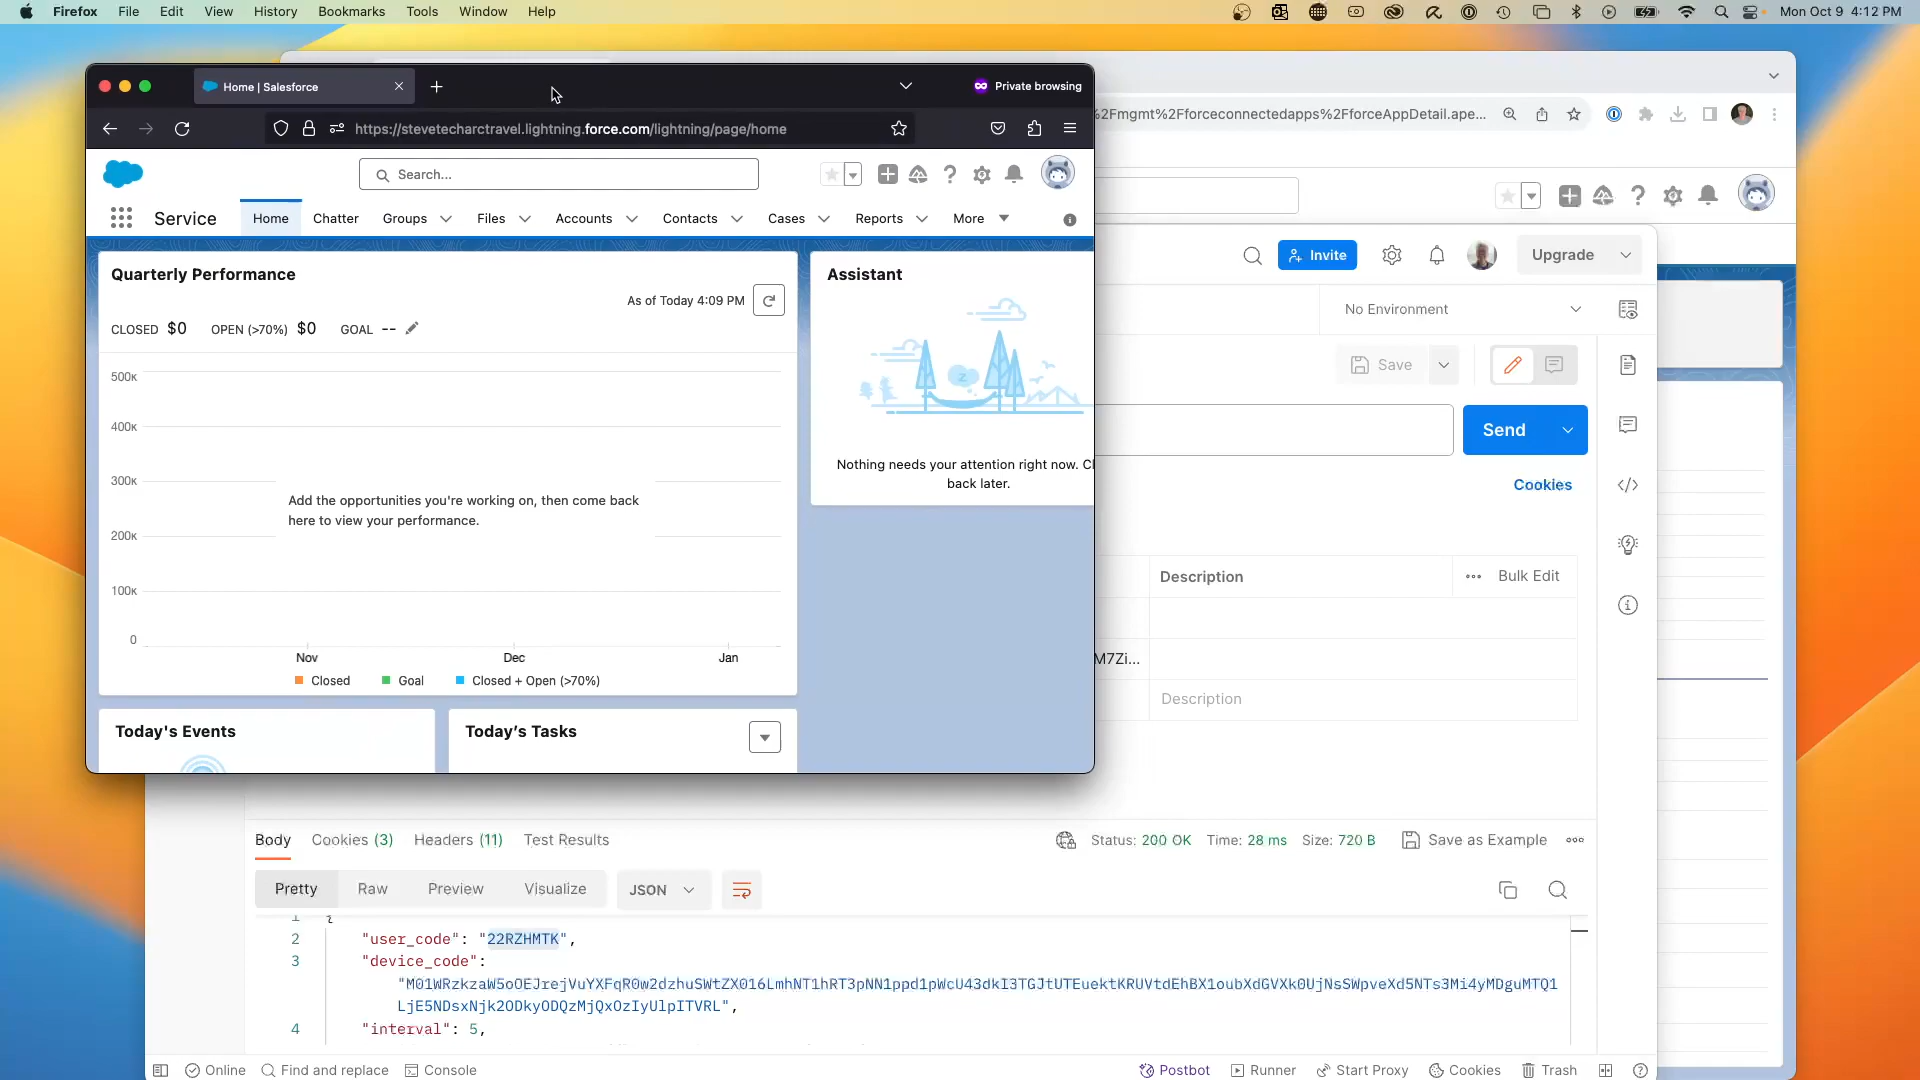 Firefox File Edit View History Bookmarks Tools Window Help
Mon Oct 9 4:12 PM
Home | Salesforce
Private browsing
https://stevetecharctravel.lightning.force.com/lightning/page/home
%2Fmgmt%2Fforceconnectedapps%2FforceAppDetail.ape...
Search...
Service Home Chatter Groups Files Accounts Contacts Cases Reports More
Invite
Upgrade
Quarterly Performance
As of Today 4:09 PM
CLOSED $0 OPEN (>70%) $0 GOAL --
500K
400K
300K
200K
100K
0
Add the opportunities you're working on, then come back
here to view your performance.
Nov Dec Jan
Closed Goal Closed + Open (>70%)
Assistant
Nothing needs your attention right now.
back later.
Today's Events
Today's Tasks
No Environment
Save
Send
Cookies
Description Bulk Edit
M7Zi...
Description
Body Cookies (3) Headers (11) Test Results
Status: 200 OK Time: 28 ms Size: 720 B Save as Example
Pretty Raw Preview Visualize JSON
1 {
2 "user_code": "22RZHMTK",
3 "device_code":
"M01WRzkzaW5oOEJrejVuYXFqR0w2dzhuSWtZX016LmhNT1hRT3pNN1ppd1pWcU43dkI3TGJtUTEuektKRUVtdEhBX1oubXdGVXk0UjNsSWpveXd5NTs3Mi4yMDguMTQ1
LjE5NDsxNjk2ODkyODQzMjQxOzIyUlpITVRL",
4 "interval": 5,
Online Find and replace Console
Postbot Runner Start Proxy Cookies Trash